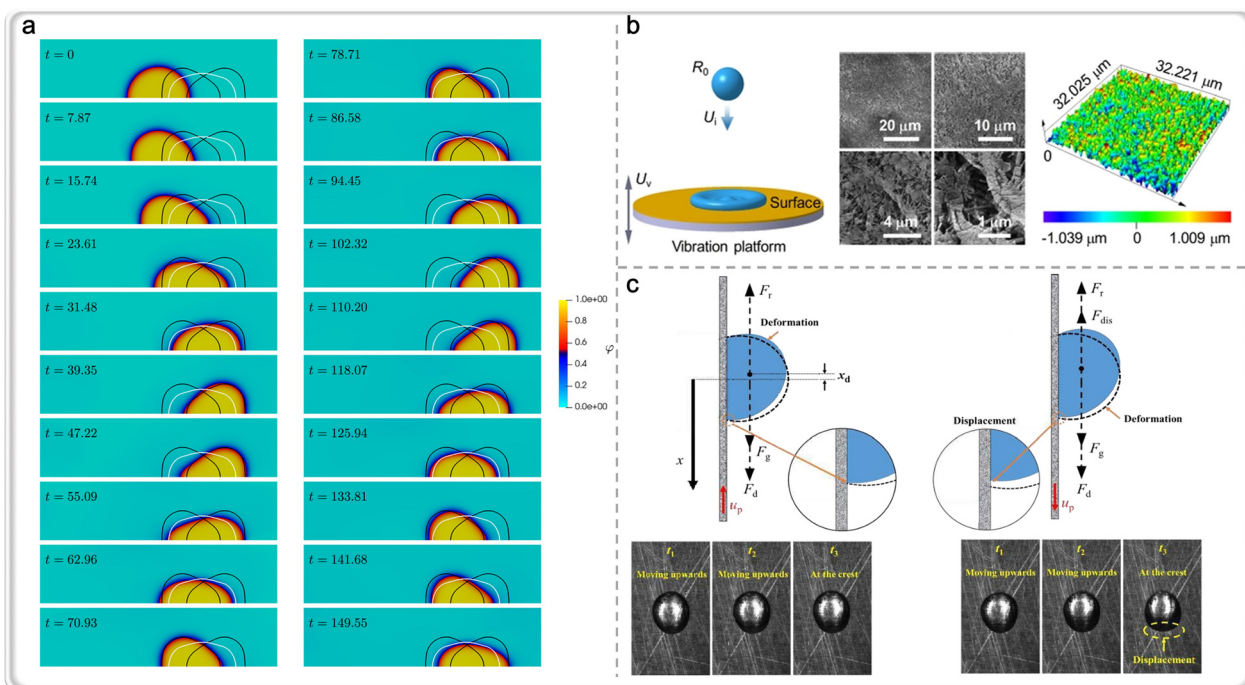 a
t = 0
t = 7.87
t = 15.74
t = 23.61
t = 31.48
t = 39.35
t = 47.22
t = 55.09
t = 62.96
t = 70.93
t = 78.71
t = 86.58
t = 94.45
t = 102.32
t = 110.20
t = 118.07
t = 125.94
t = 133.81
t = 141.68
t = 149.55
1.0e+00
0.8
0.6
0.4
0.2
0.0e+00
φ
b
R0
Ui
Uv
Surface
Vibration platform
20 μm
10 μm
4 μm
1 μm
32.025 μm
32.221 μm
0
-1.039 μm
0
1.009 μm
c
Fr
Deformation
xd
x
Fg
Fd
up
Fr
Fdis
Displacement
Deformation
Fg
Fd
up
t1
Moving upwards
t2
Moving upwards
t3
At the crest
t1
Moving upwards
t2
Moving upwards
t3
At the crest
Displacement